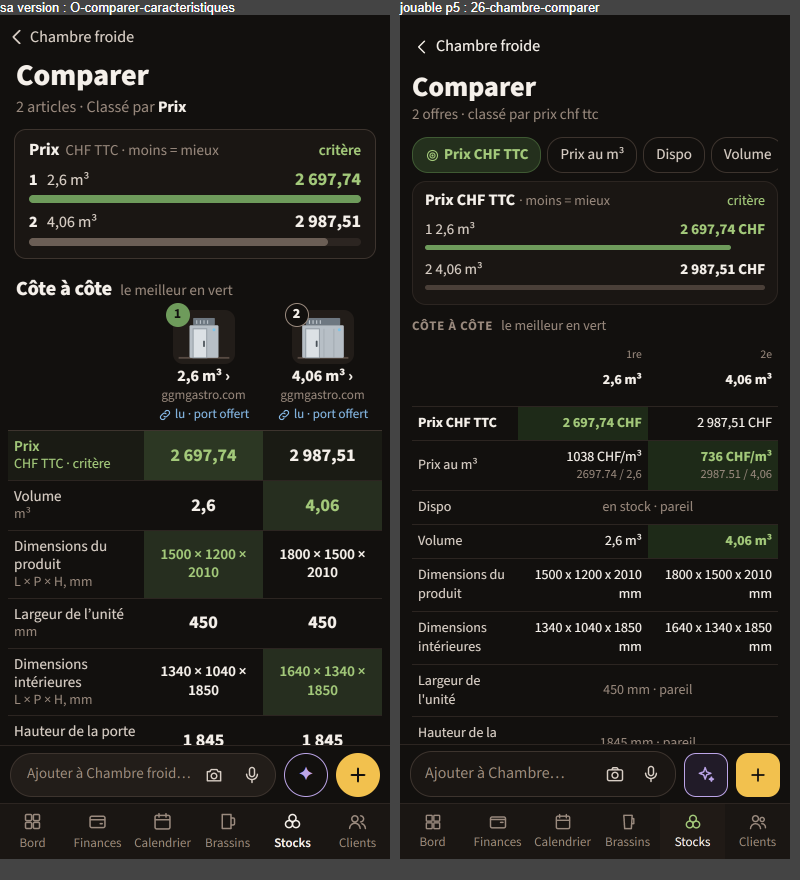 sa version : O-comparer-caracteristiques
Chambre froide
Comparer
2 articles · Classé par Prix
Prix CHF TTC · moins = mieux critère
1 2,6 m³ 2 697,74
2 4,06 m³ 2 987,51
Côte à côte le meilleur en vert
1 2
2,6 m³ › 4,06 m³ ›
ggmgastro.com ggmgastro.com
lu · port offert lu · port offert
Prix 2 697,74 2 987,51
CHF TTC · critère
Volume 2,6 4,06
m³
Dimensions du 1500 × 1200 × 1800 × 1500 ×
produit 2010 2010
L × P × H, mm
Largeur de l’unité 450 450
mm
Dimensions 1340 × 1040 × 1640 × 1340 ×
intérieures 1850 1850
L × P × H, mm
Hauteur de la porte 1 845 1 845
Ajouter à Chambre froid…
Bord Finances Calendrier Brassins Stocks Clients
jouable p5 : 26-chambre-comparer
Chambre froide
Comparer
2 offres · classé par prix chf ttc
Prix CHF TTC Prix au m³ Dispo Volume
Prix CHF TTC · moins = mieux critère
1 2,6 m³ 2 697,74 CHF
2 4,06 m³ 2 987,51 CHF
CÔTE À CÔTE le meilleur en vert
1re 2e
2,6 m³ 4,06 m³
Prix CHF TTC 2 697,74 CHF 2 987,51 CHF
Prix au m³ 1038 CHF/m³ 736 CHF/m³
2697.74 / 2,6 2987.51 / 4,06
Dispo en stock · pareil
Volume 2,6 m³ 4,06 m³
Dimensions du 1500 x 1200 x 2010 1800 x 1500 x 2010
produit mm mm
Dimensions 1340 x 1040 x 1850 1640 x 1340 x 1850
intérieures mm mm
Largeur de 450 mm · pareil
l'unité
Hauteur de la 1845 mm · pareil
Ajouter à Chambre…
Bord Finances Calendrier Brassins Stocks Clients